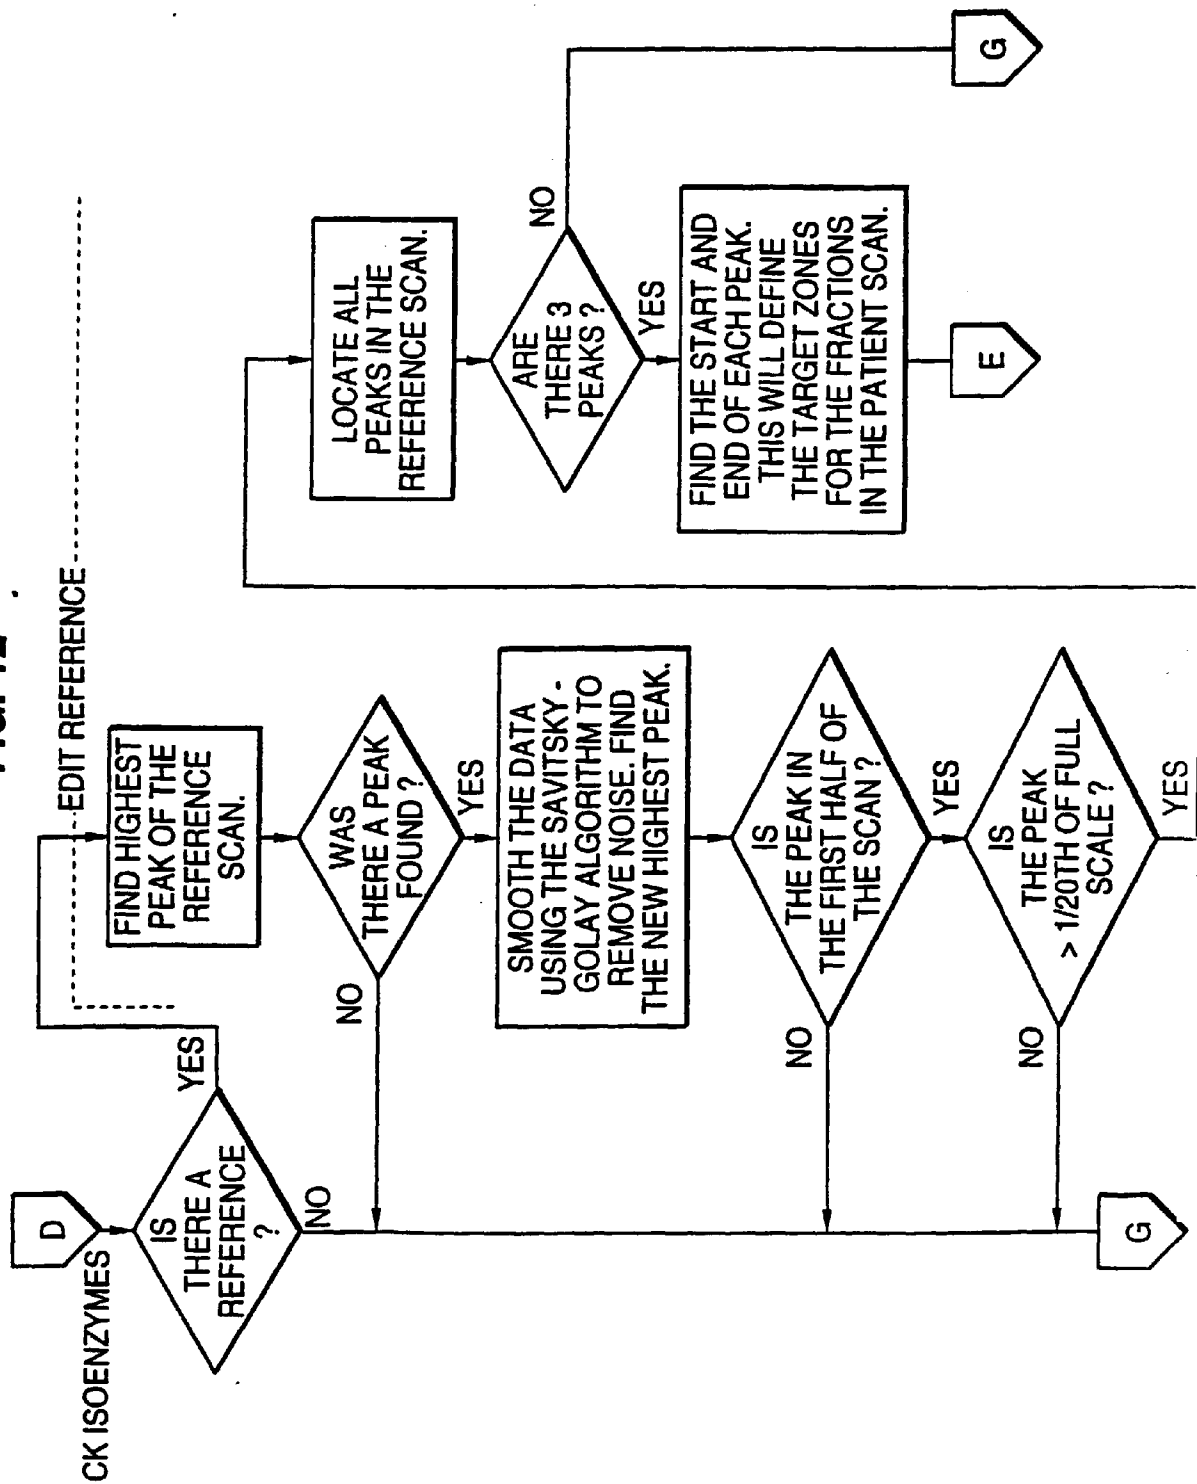 EDIT REFERENCE
D
CK ISOENZYMES
IS
THERE A
REFERENCE
?
YES
NO
FIND HIGHEST
PEAK OF THE
REFERENCE
SCAN.
WAS
THERE A PEAK
FOUND ?
NO
YES
SMOOTH THE DATA
USING THE SAVITSKY -
GOLAY ALGORITHM TO
REMOVE NOISE. FIND
THE NEW HIGHEST PEAK.
IS
THE PEAK IN
THE FIRST HALF OF
THE SCAN ?
NO
YES
IS
THE PEAK
> 1/20TH OF FULL
SCALE ?
NO
YES
G
LOCATE ALL
PEAKS IN THE
REFERENCE SCAN.
ARE
THERE 3
PEAKS ?
NO
YES
FIND THE START AND
END OF EACH PEAK.
THIS WILL DEFINE
THE TARGET ZONES
FOR THE FRACTIONS
IN THE PATIENT SCAN.
E
G